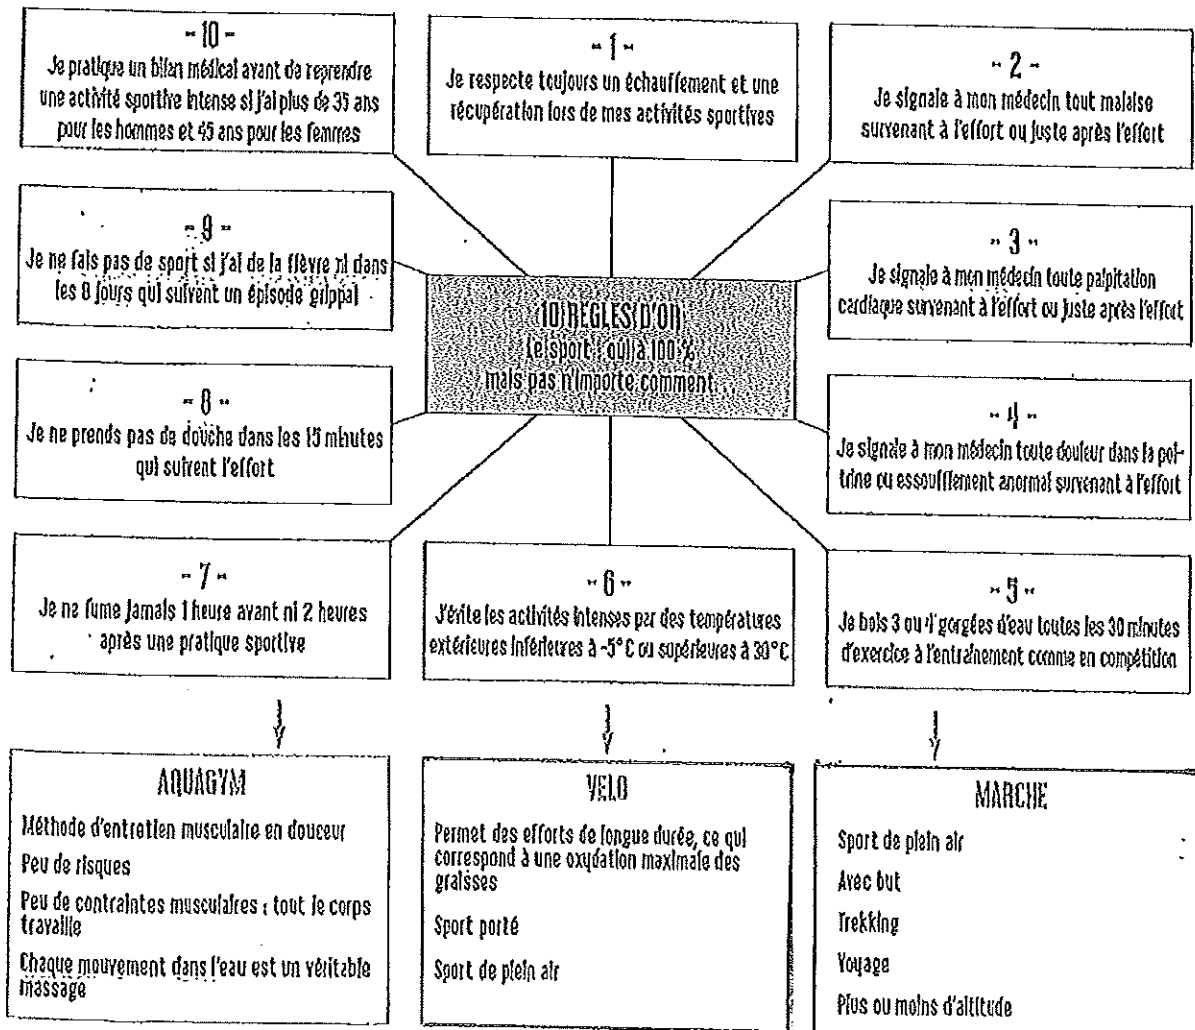 - 10 -
Je pratique un bilan médical avant de reprendre
une activité sportive intense si j'ai plus de 35 ans
pour les hommes et 45 ans pour les femmes
- 1 -
Je respecte toujours un échauffement et une
récupération lors de mes activités sportives
- 2 -
Je signale à mon médecin tout malaise
survenant à l'effort ou juste après l'effort
- 9 -
Je ne fais pas de sport si j'ai de la fièvre ni dans
les 8 jours qui suivent un épisode grippal
10 REGLES D'OR
Le sport : oui à 100 %
mais pas n'importe comment...
- 3 -
Je signale à mon médecin toute palpitation
cardiaque survenant à l'effort ou juste après l'effort
- 8 -
Je ne prends pas de douche dans les 15 minutes
qui suivent l'effort
- 4 -
Je signale à mon médecin toute douleur dans la poi-
trine ou essoufflement anormal survenant à l'effort
- 7 -
Je ne fume jamais 1 heure avant ni 2 heures
après une pratique sportive
- 6 -
J'évite les activités intenses par des températures
extérieures inférieures à -5° C ou supérieures à 30° C
- 5 -
Je bois 3 ou 4 gorgées d'eau toutes les 30 minutes
d'exercice à l'entraînement comme en compétition
AQUAGYM
Méthode d'entretien musculaire en douceur
Peu de risques
Peu de contraintes musculaires : tout le corps
travaille
Chaque mouvement dans l'eau est un véritable
massage
VELO
Permet des efforts de longue durée, ce qui
correspond à une oxydation maximale des
graisses
Sport porté
Sport de plein air
MARCHE
Sport de plein air
Avec but
Trekking
Voyage
Plus ou moins d'altitude